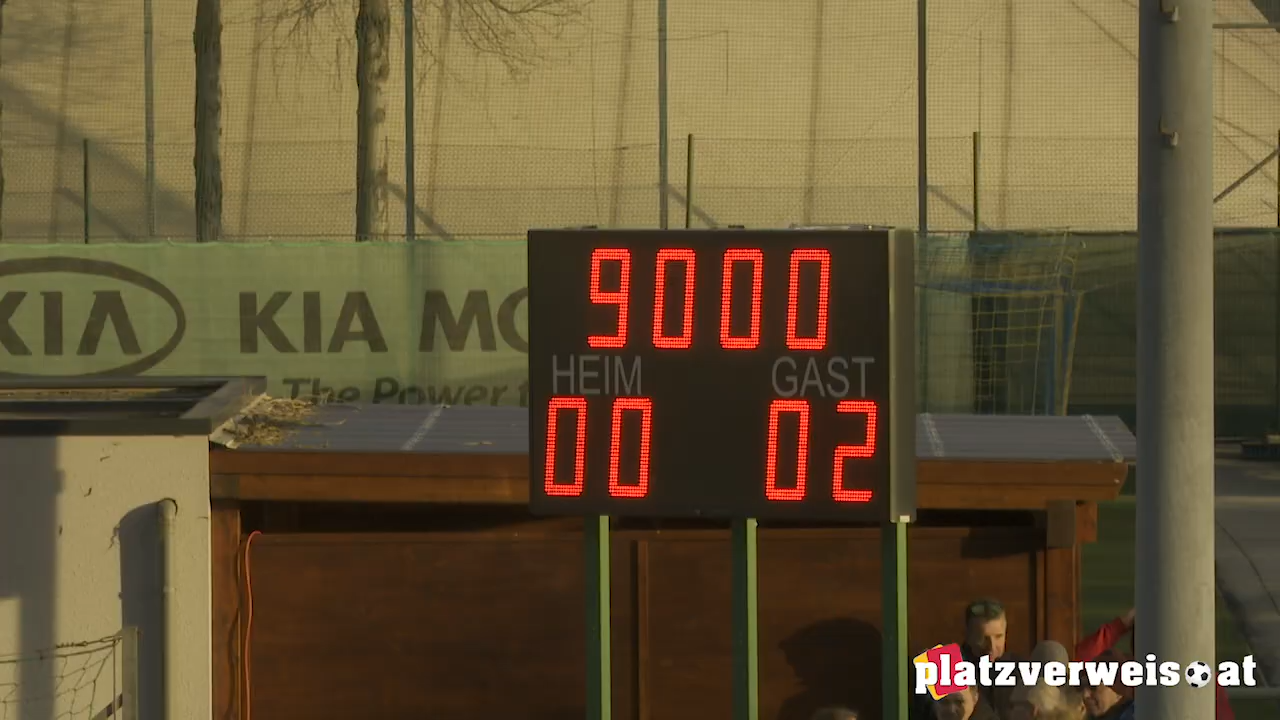 9000
HEIM GAST
00 02
KIA KIA MO
The Power t
platzverweis.at